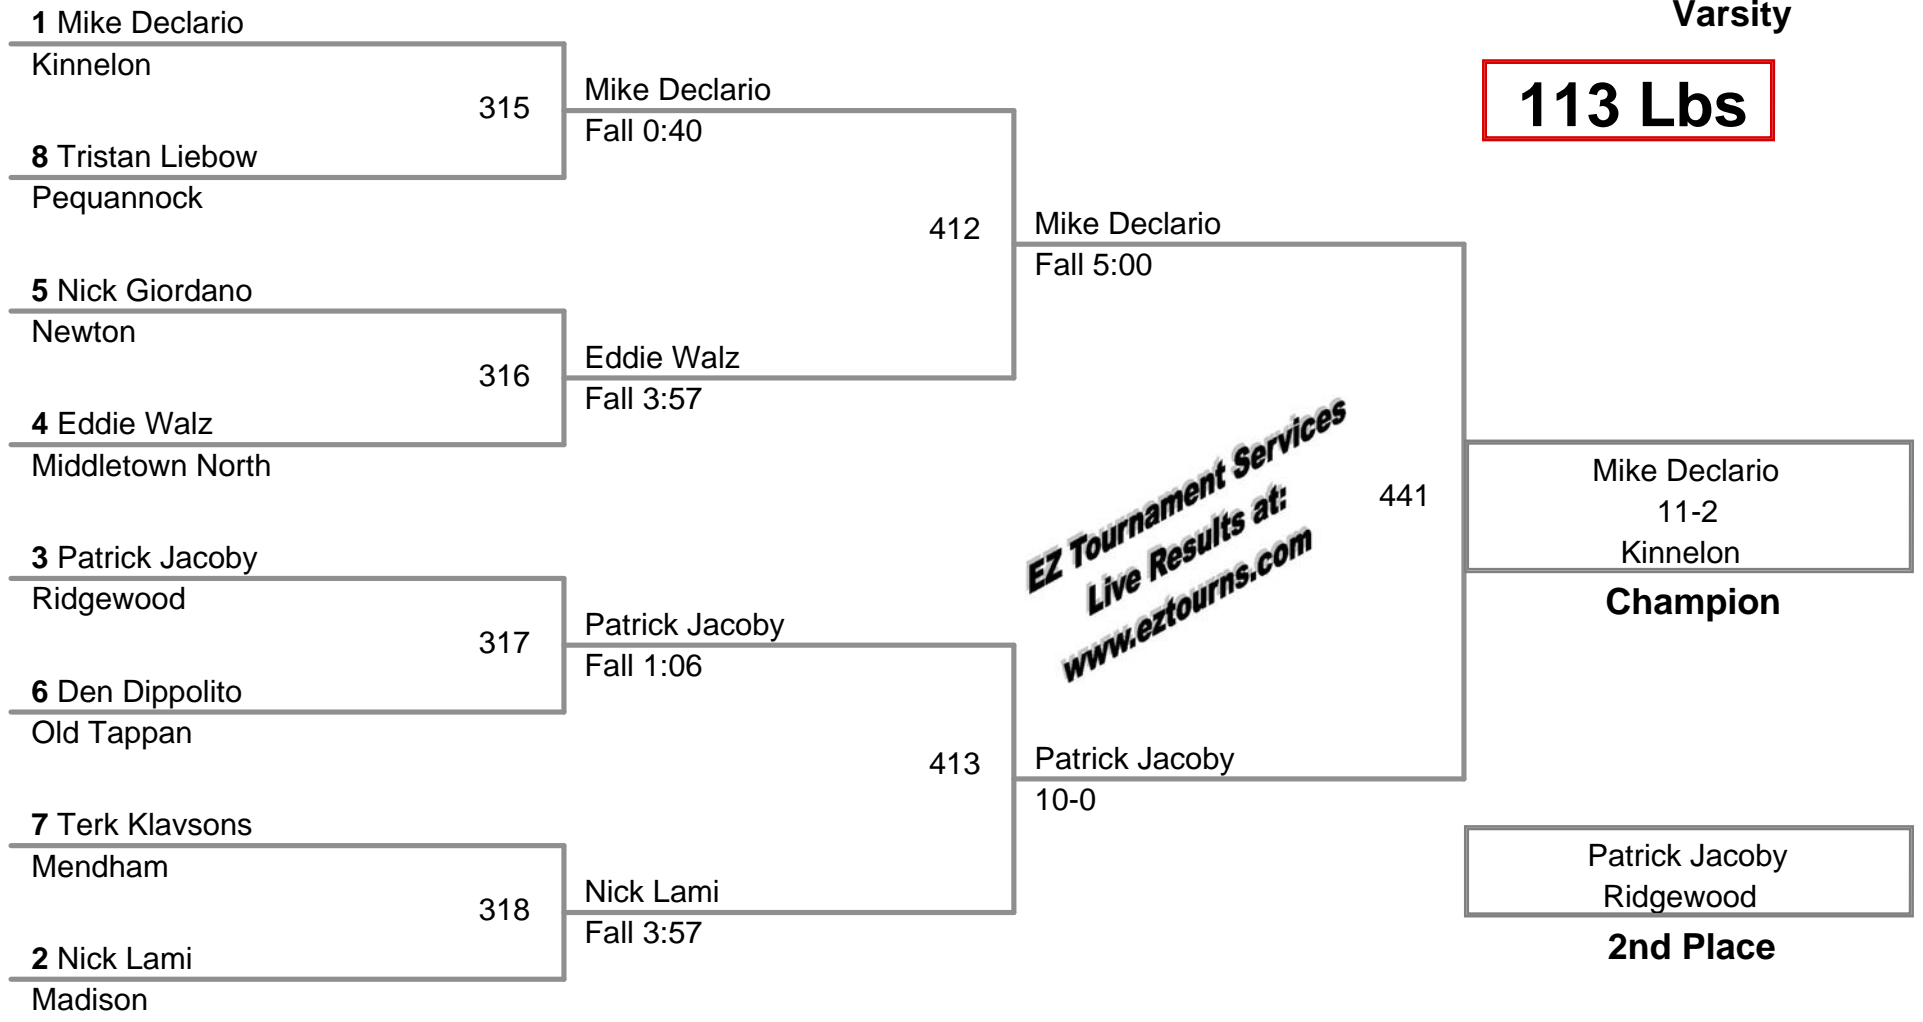 Varsity
113 Lbs
1 Mike Declario
Kinnelon
315
8 Tristan Liebow
Pequannock
5 Nick Giordano
Newton
316
4 Eddie Walz
Middletown North
3 Patrick Jacoby
Ridgewood
317
6 Den Dippolito
Old Tappan
7 Terk Klavsons
Mendham
318
2 Nick Lami
Madison
Mike Declario
Fall 0:40
412
Eddie Walz
Fall 3:57
Patrick Jacoby
Fall 1:06
413
Nick Lami
Fall 3:57
Mike Declario
Fall 5:00
EZ Tournament Services
Live Results at:
www.eztourns.com
441
Patrick Jacoby
10-0
Mike Declario
11-2
Kinnelon
Champion
Patrick Jacoby
Ridgewood
2nd Place